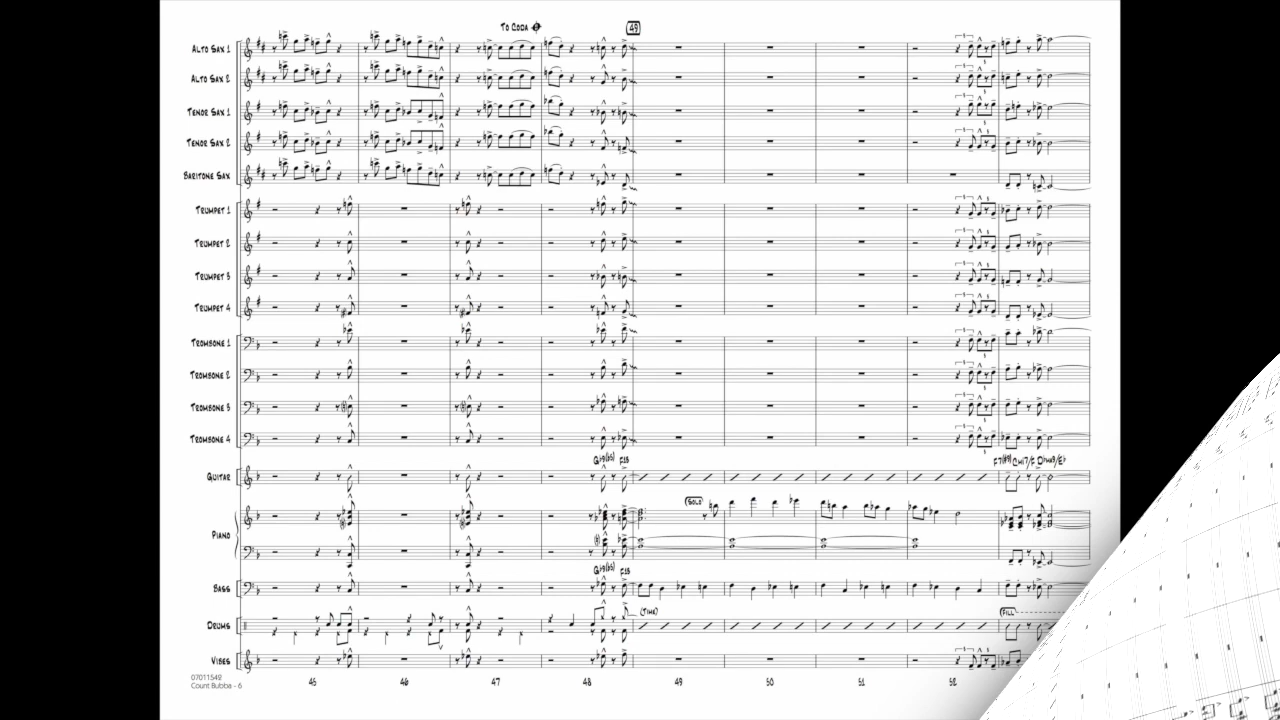 To Coda
49
Alto Sax 1
Alto Sax 2
Tenor Sax 1
Tenor Sax 2
Baritone Sax
Trumpet 1
Trumpet 2
Trumpet 3
Trumpet 4
Trombone 1
Trombone 2
Trombone 3
Trombone 4
F13
Guitar
(Solo)
Piano
F13
Bass
(Time)
Fill
Drums
Vibes
07011542
Count Bubba - 6
45 46 47 48 49 50 51 52